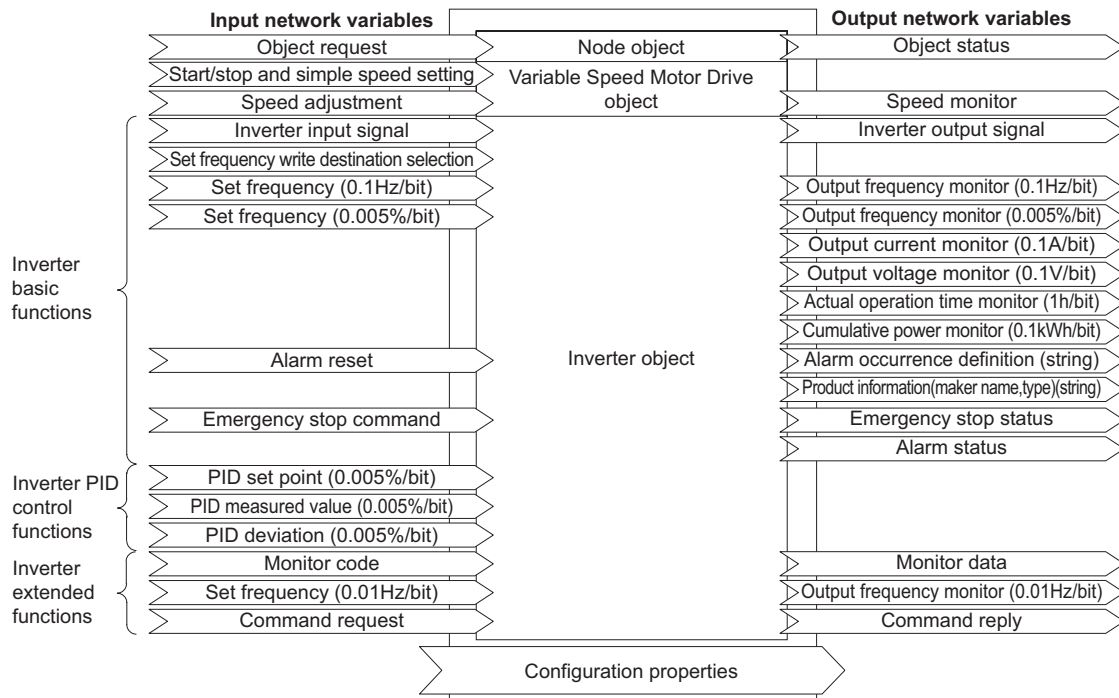 Input network variables
Output network variables
Object request
Node object
Object status
Start/stop and simple speed setting
Variable Speed Motor Drive
object
Speed adjustment
Speed monitor
Inverter input signal
Inverter output signal
Set frequency write destination selection
Set frequency (0.1Hz/bit)
Output frequency monitor (0.1Hz/bit)
Set frequency (0.005%/bit)
Output frequency monitor (0.005%/bit)
Output current monitor (0.1A/bit)
Inverter
basic
functions
Output voltage monitor (0.1V/bit)
Actual operation time monitor (1h/bit)
Cumulative power monitor (0.1kWh/bit)
Alarm reset
Inverter object
Alarm occurrence definition (string)
Product information(maker name,type)(string)
Emergency stop command
Emergency stop status
Alarm status
Inverter PID
control
functions
PID set point (0.005%/bit)
PID measured value (0.005%/bit)
PID deviation (0.005%/bit)
Inverter
extended
functions
Monitor code
Monitor data
Set frequency (0.01Hz/bit)
Output frequency monitor (0.01Hz/bit)
Command request
Command reply
Configuration properties